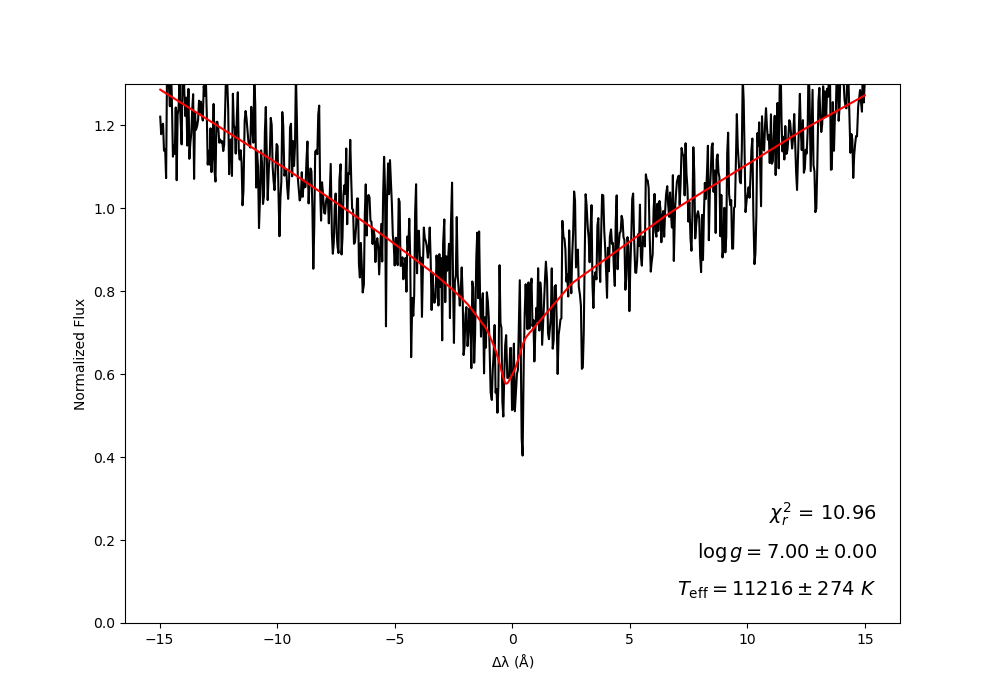 1.2
1.0
0.8
0.6
0.4
0.2
0.0
Normalized Flux
χ²ᵣ = 10.96
log g = 7.00 ± 0.00
T_eff = 11216 ± 274 K
−15 −10 −5 0 5 10 15
Δλ (Å)